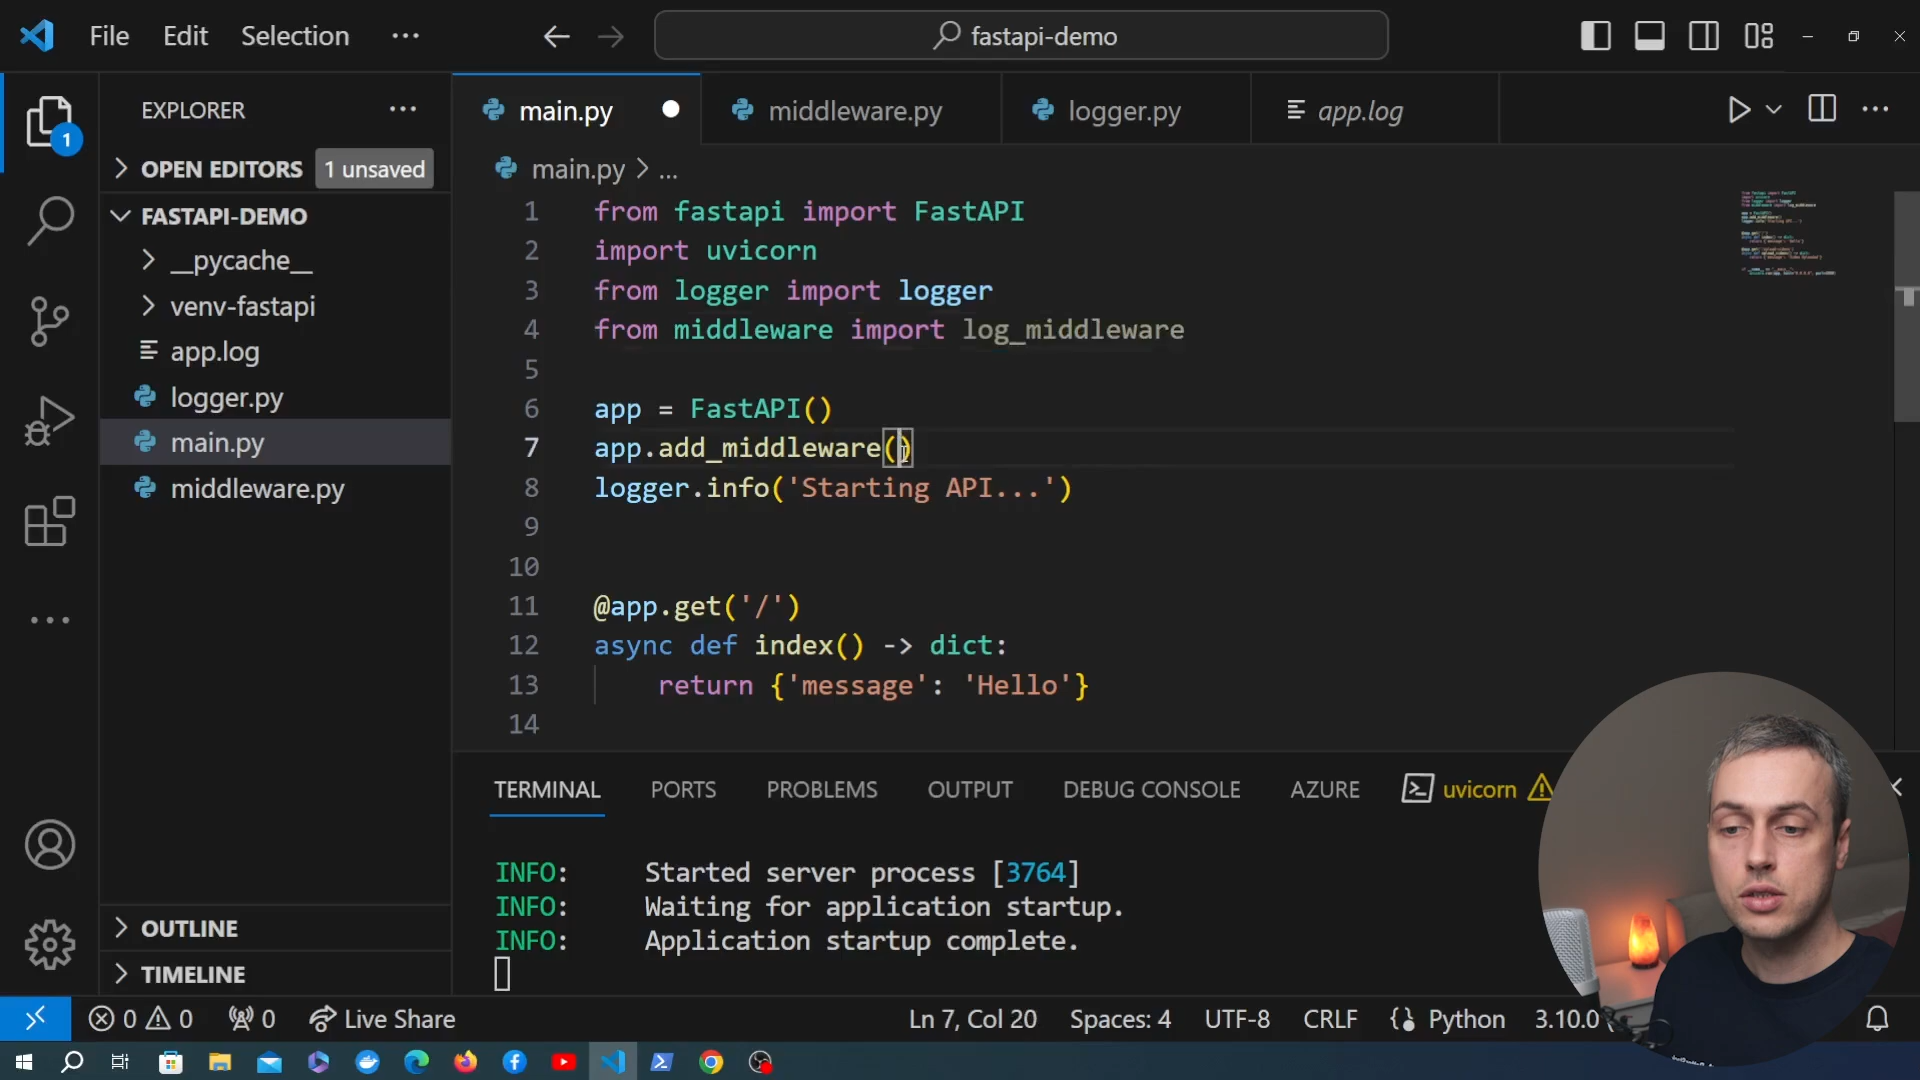 File Edit Selection ...
fastapi-demo
EXPLORER ...
OPEN EDITORS 1 unsaved
FASTAPI-DEMO
__pycache__
venv-fastapi
app.log
logger.py
main.py
middleware.py
OUTLINE
TIMELINE
1
main.py middleware.py logger.py app.log
main.py > ...
1 from fastapi import FastAPI
2 import uvicorn
3 from logger import logger
4 from middleware import log_middleware
5
6 app = FastAPI()
7 app.add_middleware()
8 logger.info('Starting API...')
9
10
11 @app.get('/')
12 async def index() -> dict:
13 return {'message': 'Hello'}
14
TERMINAL PORTS PROBLEMS OUTPUT DEBUG CONSOLE AZURE uvicorn
INFO: Started server process [3764]
INFO: Waiting for application startup.
INFO: Application startup complete.
0 0 0 Live Share Ln 7, Col 20 Spaces: 4 UTF-8 CRLF Python 3.10.0